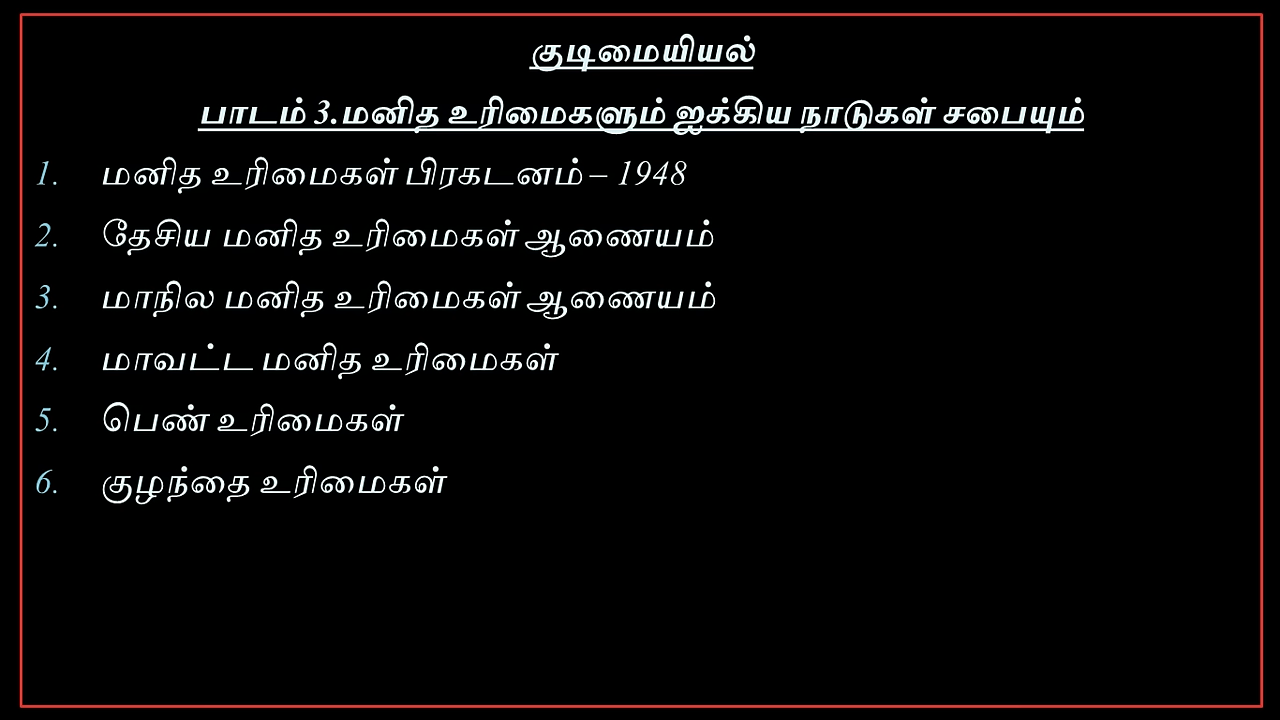 குடிமையியல்
பாடம் 3.மனித உரிமைகளும் ஐக்கிய நாடுகள் சபையும்
1. மனித உரிமைகள் பிரகடனம் – 1948
2. தேசிய மனித உரிமைகள் ஆணையம்
3. மாநில மனித உரிமைகள் ஆணையம்
4. மாவட்ட மனித உரிமைகள்
5. பெண் உரிமைகள்
6. குழந்தை உரிமைகள்